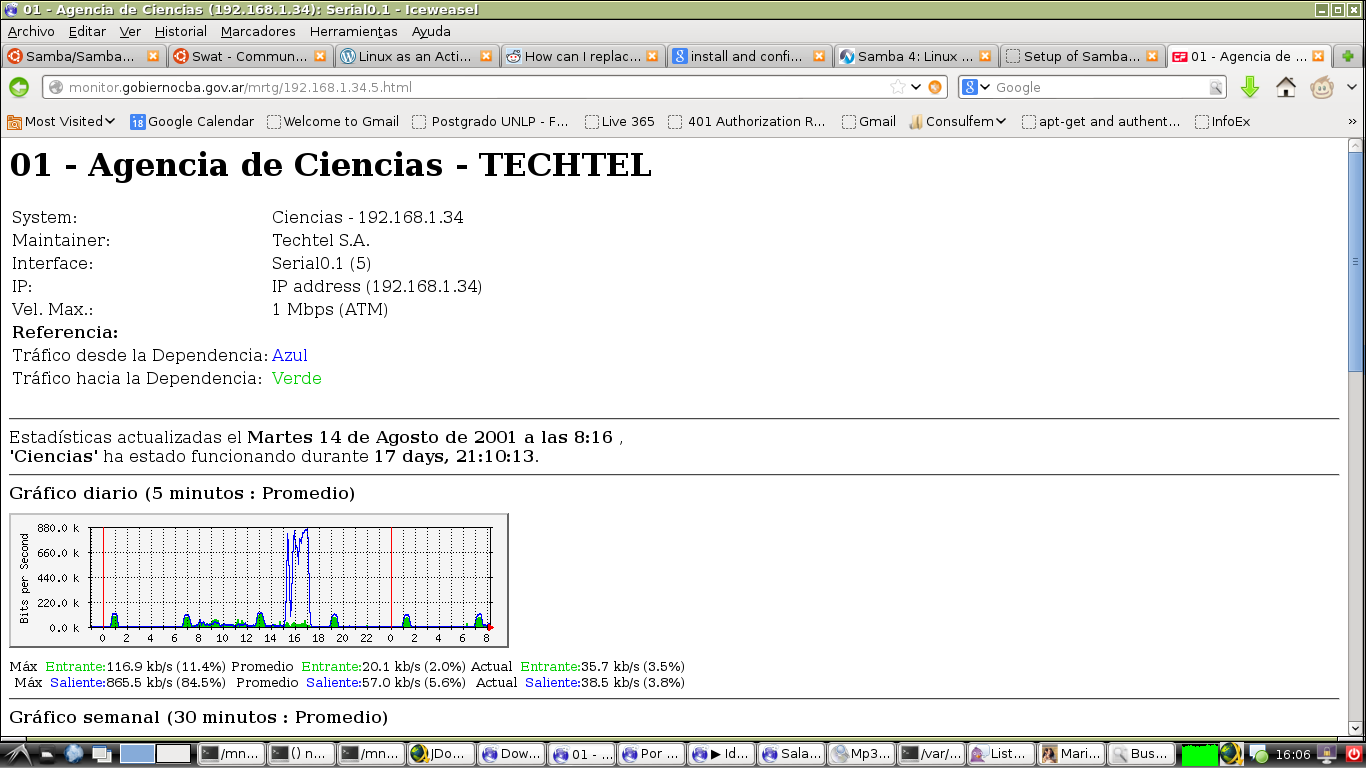 01 - Agencia de Ciencias (192.168.1.34): Serial0.1 - Iceweasel
Archivo Editar Ver Historial Marcadores Herramientas Ayuda
Samba/Samba... Swat - Commu... Linux as an Acti... How can I replac... install and confi... Samba 4: Linux ... Setup of Samba... 01 - Agencia de ...
monitor.gobiernocba.gov.ar/mrtg/192.168.1.34.5.html Google
Most Visited Google Calendar Welcome to Gmail Postgrado UNLP - F... Live 365 401 Authorization R... Gmail Consulfem apt-get and authent... InfoEx »
01 - Agencia de Ciencias - TECHTEL
System: Ciencias - 192.168.1.34
Maintainer: Techtel S.A.
Interface: Serial0.1 (5)
IP: IP address (192.168.1.34)
Vel. Max.: 1 Mbps (ATM)
Referencia:
Tráfico desde la Dependencia: Azul
Tráfico hacia la Dependencia: Verde
Estadísticas actualizadas el Martes 14 de Agosto de 2001 a las 8:16 ,
'Ciencias' ha estado funcionando durante 17 days, 21:10:13.
Gráfico diario (5 minutos : Promedio)
Bits per Second
880.0 k
660.0 k
440.0 k
220.0 k
0.0 k
0 2 4 6 8 10 12 14 16 18 20 22 0 2 4 6 8
Máx Entrante:116.9 kb/s (11.4%) Promedio Entrante:20.1 kb/s (2.0%) Actual Entrante:35.7 kb/s (3.5%)
Máx Saliente:865.5 kb/s (84.5%) Promedio Saliente:57.0 kb/s (5.6%) Actual Saliente:38.5 kb/s (3.8%)
Gráfico semanal (30 minutos : Promedio)
/mn... () n... /mn... JDo... Dow... 01 - ... Por ... ▶ Id... Sala... Mp3... /var/... List... Mari... Bus... 16:06